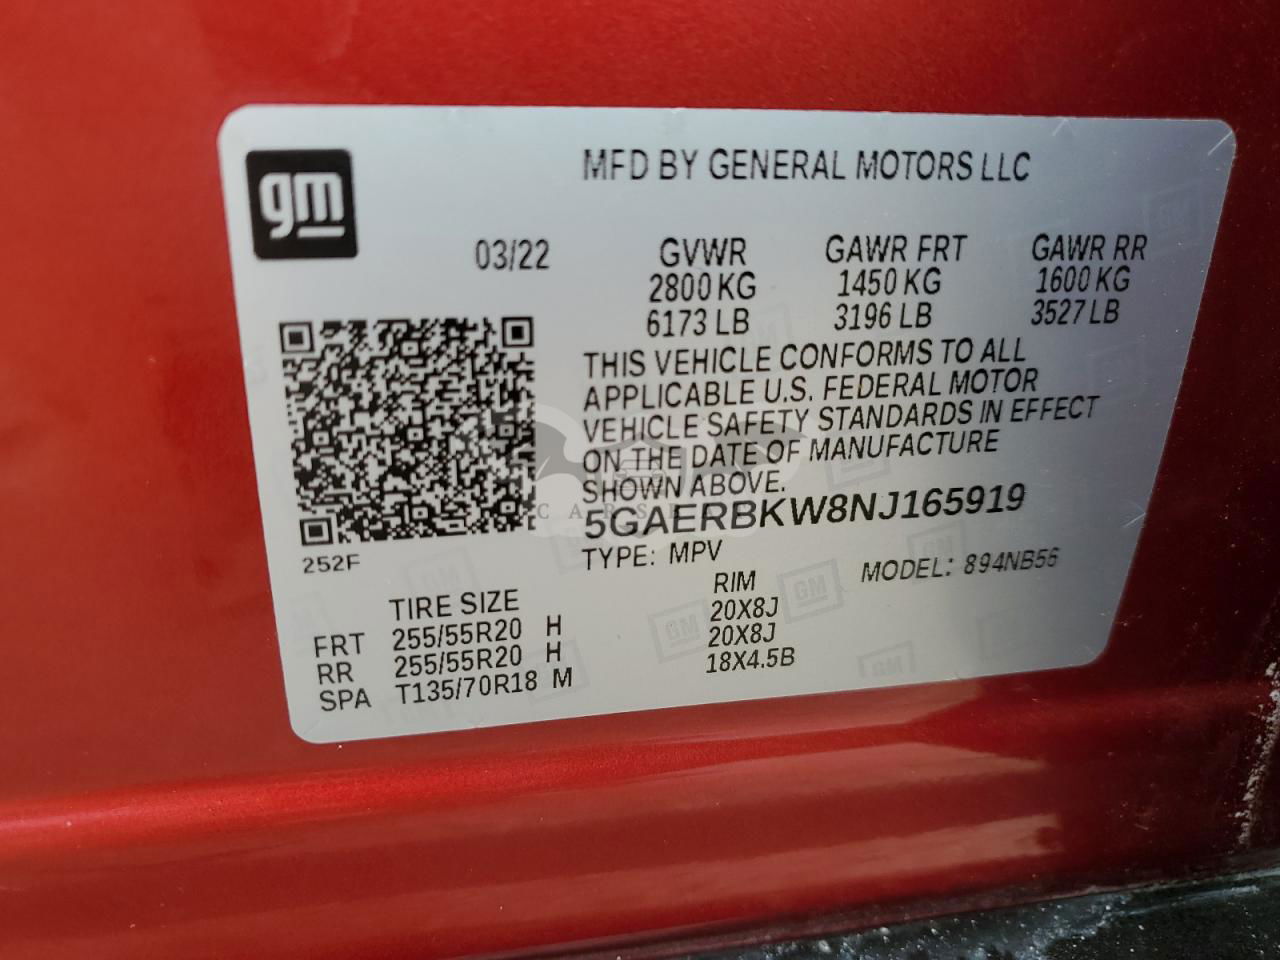 gm
MFD BY GENERAL MOTORS LLC
03/22 GVWR GAWR FRT GAWR RR
2800 KG 1450 KG 1600 KG
6173 LB 3196 LB 3527 LB
THIS VEHICLE CONFORMS TO ALL
APPLICABLE U.S. FEDERAL MOTOR
VEHICLE SAFETY STANDARDS IN EFFECT
ON THE DATE OF MANUFACTURE
SHOWN ABOVE.
5GAERBKW8NJ165919
252F
TYPE: MPV MODEL: 894NB56
TIRE SIZE RIM
FRT 255/55R20 H 20X8J
RR 255/55R20 H 20X8J
SPA T135/70R18 M 18X4.5B
GM GM GM